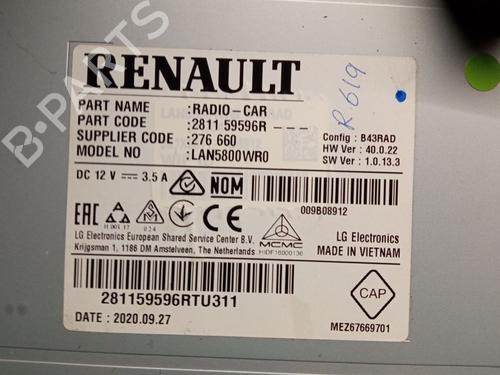 RENAULT
PART NAME :RADIO-CAR
PART CODE :2811 59596R ---
SUPPLIER CODE :276 660
MODEL NO :LAN5800WR0
Config : B43RAD
HW Ver : 40.0.22
SW Ver : 1.0.13.3
R619
DC 12 V 3.5 A NOM
009B08912
EAC
024
MCMC
HIDF16000136
LG Electronics European Shared Service Center B.V.
Krijgsman 1, 1186 DM Amstelveen, The Netherlands
LG Electronics
MADE IN VIETNAM
281159596RTU311
CAP
DATE : 2020.09.27
MEZ67669701
B-PARTS